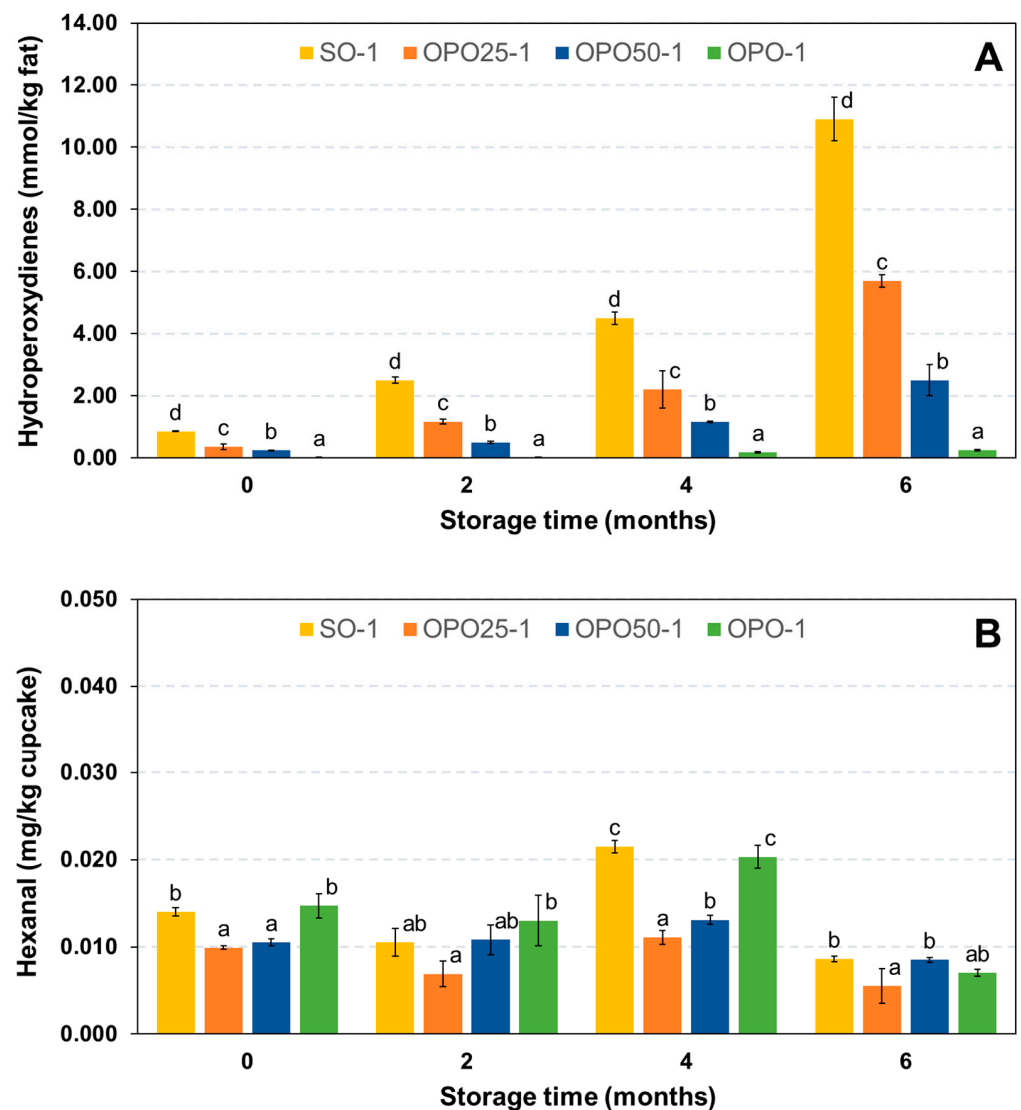 Hydroperoxydienes (mmol/kg fat)
14.00
12.00
10.00
8.00
6.00
4.00
2.00
0.00
SO-1 OPO25-1 OPO50-1 OPO-1
A
d c b a
d c b a
d c b a
d c b a
0 2 4 6
Storage time (months)
Hexanal (mg/kg cupcake)
0.050
0.040
0.030
0.020
0.010
0.000
SO-1 OPO25-1 OPO50-1 OPO-1
B
b a a b
ab a ab b
c a b c
b a b ab
0 2 4 6
Storage time (months)